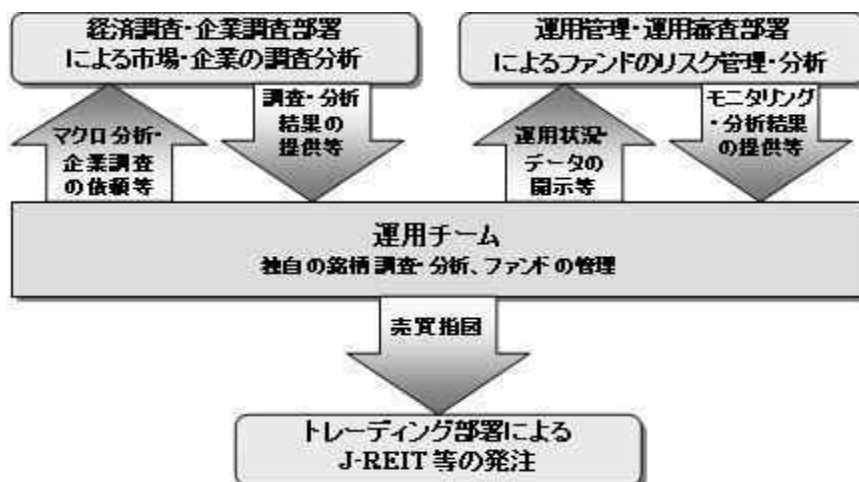 経済調査・企業調査部署
による市場・企業の調査分析
運用管理・運用審査部署
によるファンドのリスク管理・分析
マクロ分析・
企業調査
の依頼等
調査・分析
結果の
提供等
運用状況・
データの
開示等
モニタリング
・分析結果
の提供等
運用チーム
独自の銘柄調査・分析、ファンドの管理
売買指図
トレーディング部署による
J-REIT等の発注